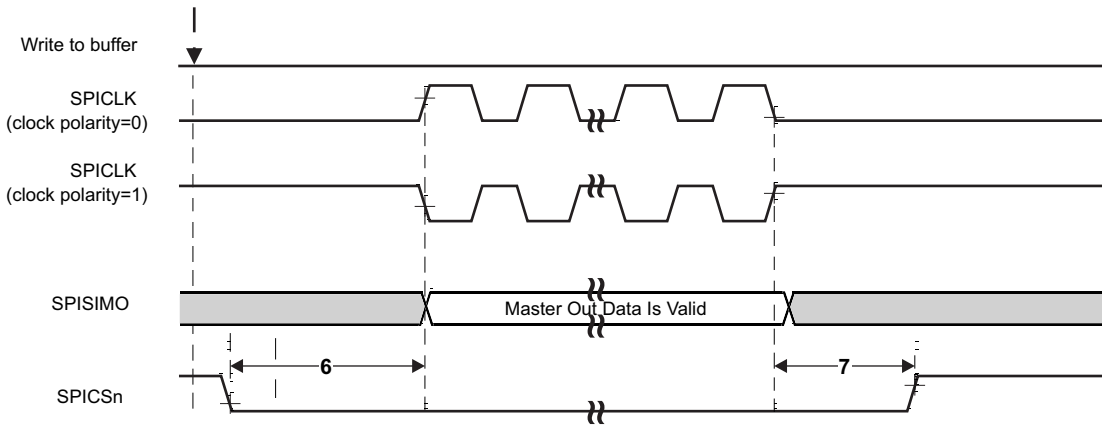 Write to buffer
SPICLK
(clock polarity=0)
SPICLK
(clock polarity=1)
SPISIMO
Master Out Data Is Valid
6
7
SPICSn